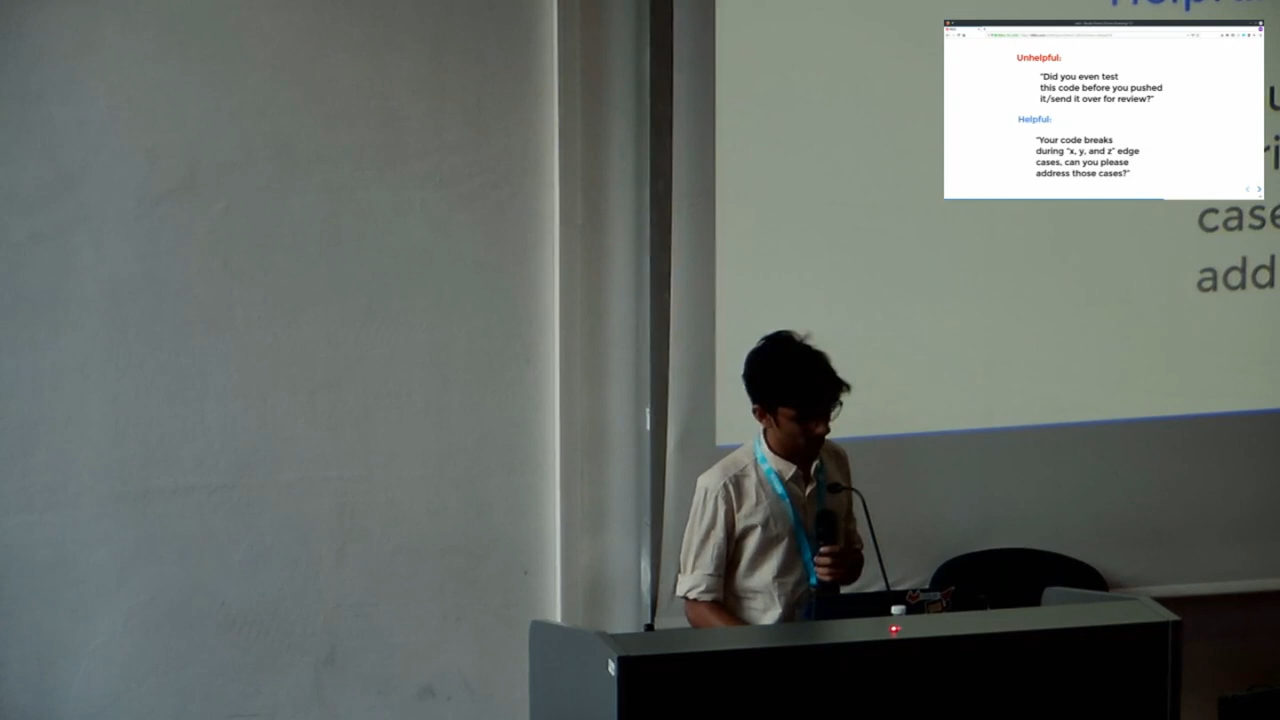 Unhelpful:
"Did you even test
this code before you pushed
it/send it over for review?"
Helpful:
"Your code breaks
during "x, y, and z" edge
cases, can you please
address those cases?"
case
add